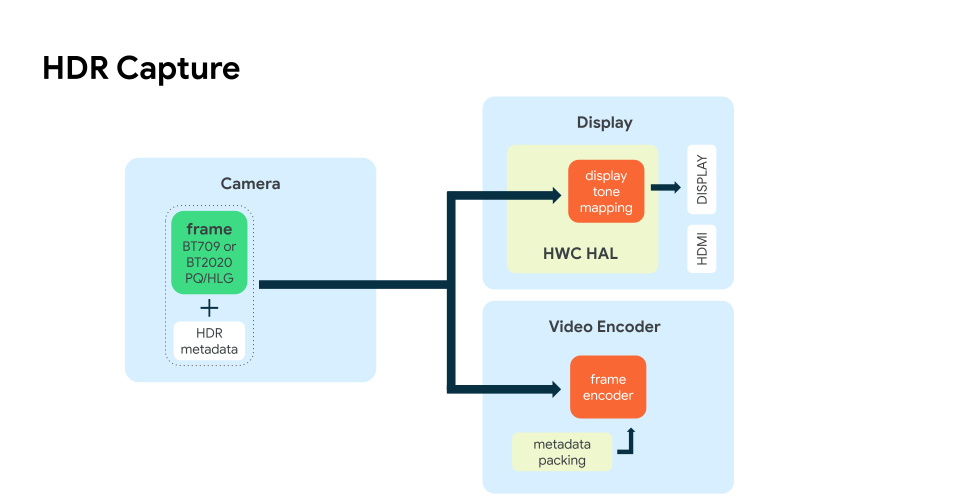 HDR Capture
Camera
frame
BT709 or
BT2020
PQ/HLG
+
HDR
metadata
Display
display
tone
mapping
HWC HAL
DISPLAY
HDMI
Video Encoder
frame
encoder
metadata
packing